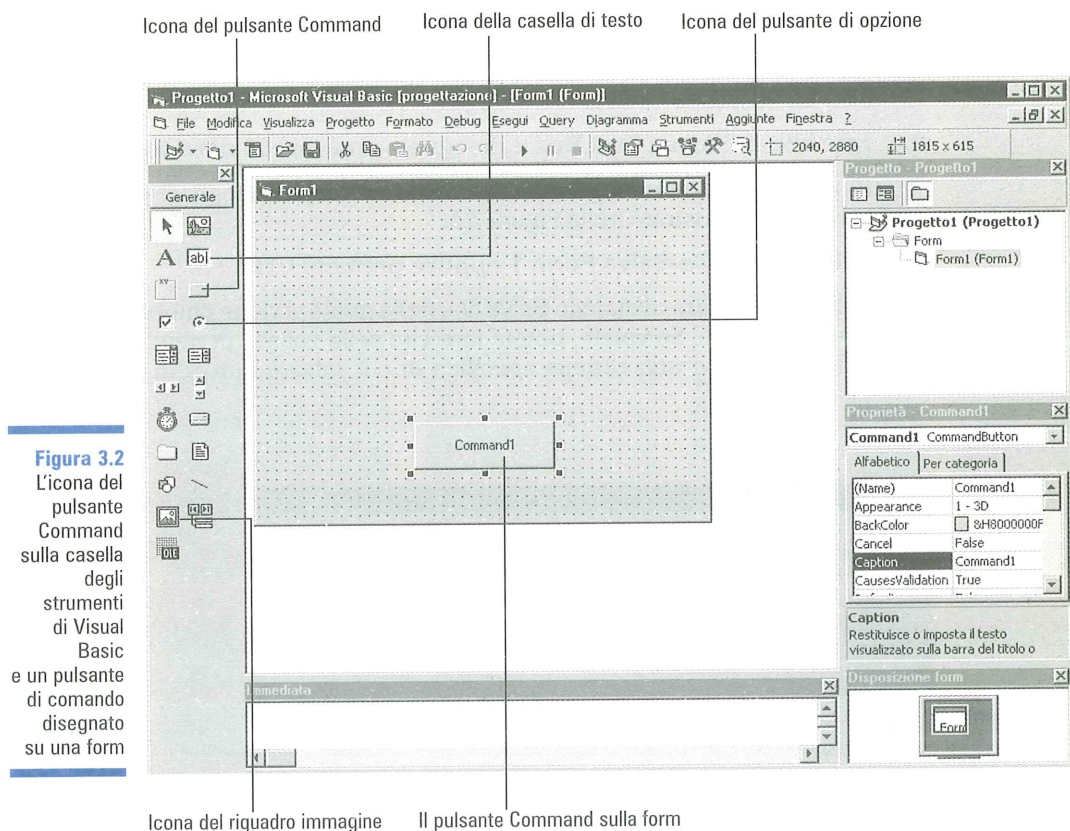 Icona del pulsante Command
Icona della casella di testo
Icona del pulsante di opzione
Progetto1 - Microsoft Visual Basic [progettazione] - [Form1 (Form)]
File Modifica Visualizza Progetto Formato Debug Esegui Query Diagramma Strumenti Aggiunte Finestra ?
2040, 2880
1815 x 615
Generale
A
ab
XY
OLE
Form1
Command1
Progetto - Progetto1
Progetto1 (Progetto1)
Form
Form1 (Form1)
Proprietà - Command1
Command1 CommandButton
Alfabetico
Per categoria
(Name) Command1
Appearance 1 - 3D
BackColor &H8000000F
Cancel False
Caption Command1
CausesValidation True
Caption
Restituisce o imposta il testo
visualizzato sulla barra del titolo o
Immediata
Disposizione form
Form
Figura 3.2
L'icona del
pulsante
Command
sulla casella
degli
strumenti
di Visual
Basic
e un pulsante
di comando
disegnato
su una form
Icona del riquadro immagine
Il pulsante Command sulla form